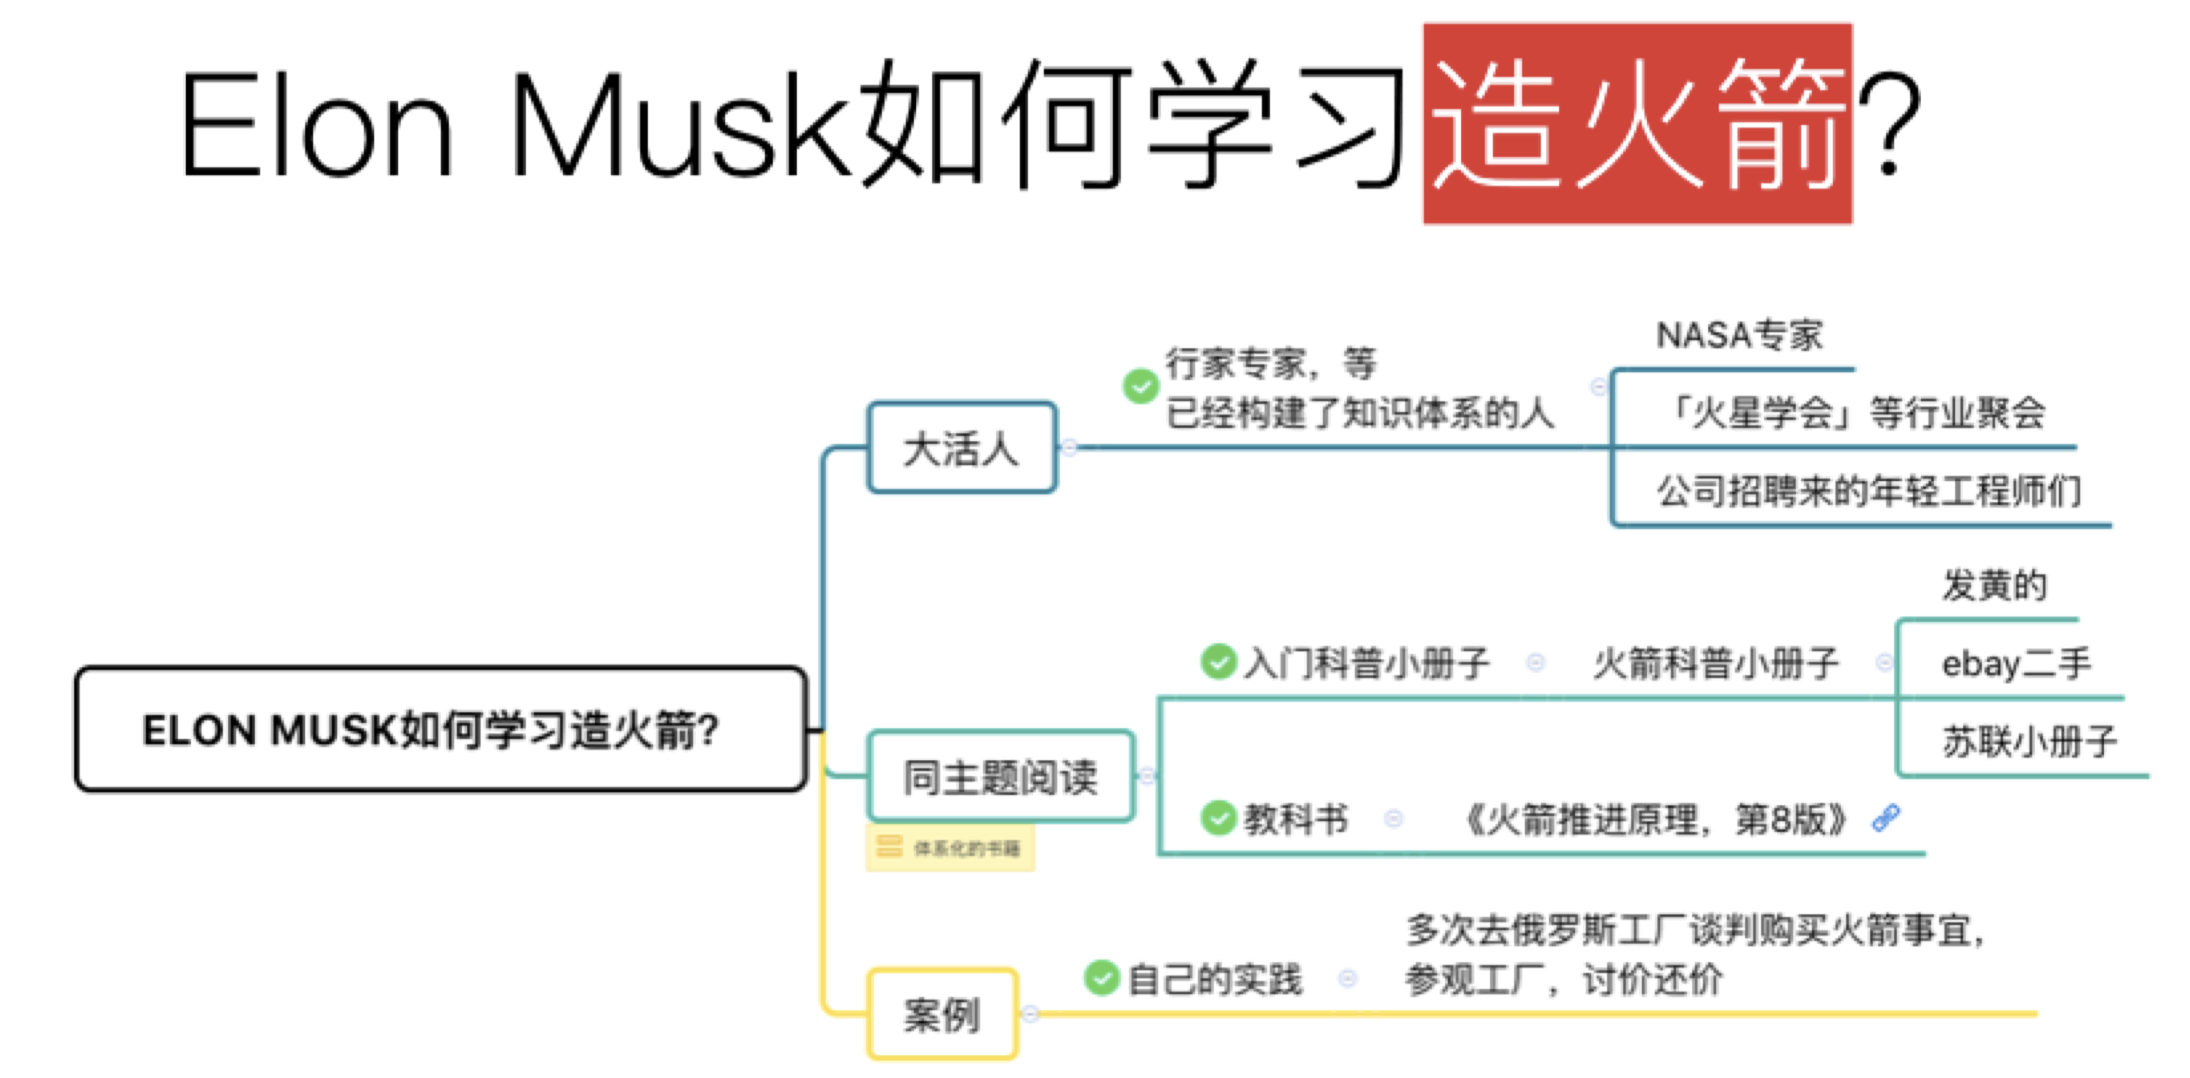 Elon Musk如何学习造火箭?
ELON MUSK如何学习造火箭?
大活人
行家专家，等
已经构建了知识体系的人
NASA专家
「火星学会」等行业聚会
公司招聘来的年轻工程师们
同主题阅读
体系化的书籍
入门科普小册子
火箭科普小册子
发黄的
ebay二手
苏联小册子
教科书
《火箭推进原理，第8版》
案例
自己的实践
多次去俄罗斯工厂谈判购买火箭事宜，
参观工厂，讨价还价